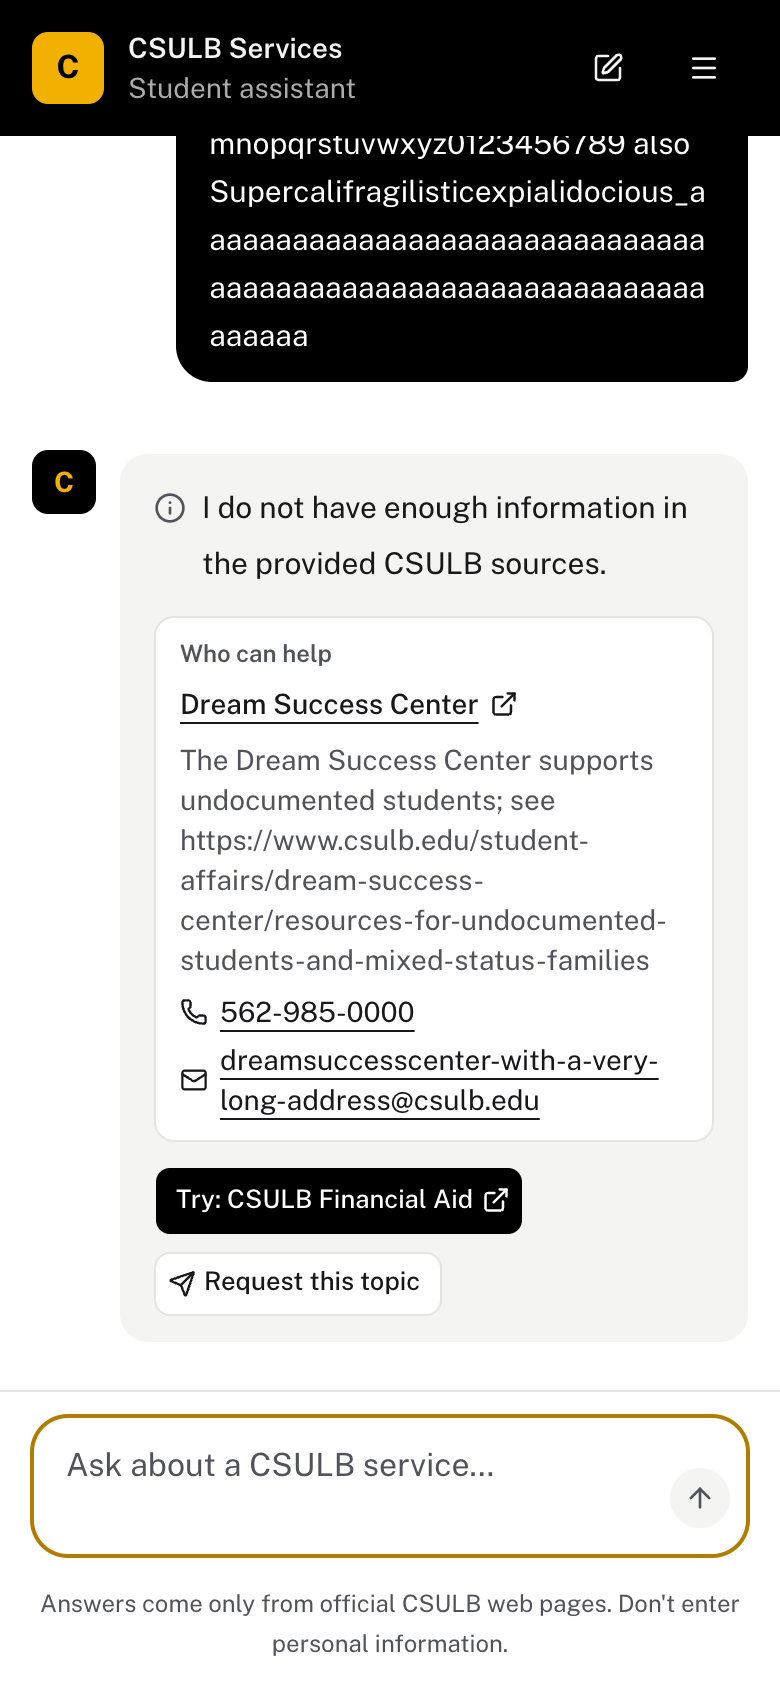 C
CSULB Services
Student assistant
mnopqrstuvwxyz0123456789 also
Supercalifragilisticexpialidocious_a
aaaaaaaaaaaaaaaaaaaaaaaaaaaaaa
aaaaaaaaaaaaaaaaaaaaaaaaaaaaaa
aaaaaa
C
I do not have enough information in
the provided CSULB sources.
Who can help
Dream Success Center
The Dream Success Center supports
undocumented students; see
https://www.csulb.edu/student-
affairs/dream-success-
center/resources-for-undocumented-
students-and-mixed-status-families
562-985-0000
dreamsuccesscenter-with-a-very-
long-address@csulb.edu
Try: CSULB Financial Aid
Request this topic
Ask about a CSULB service...
Answers come only from official CSULB web pages. Don't enter
personal information.